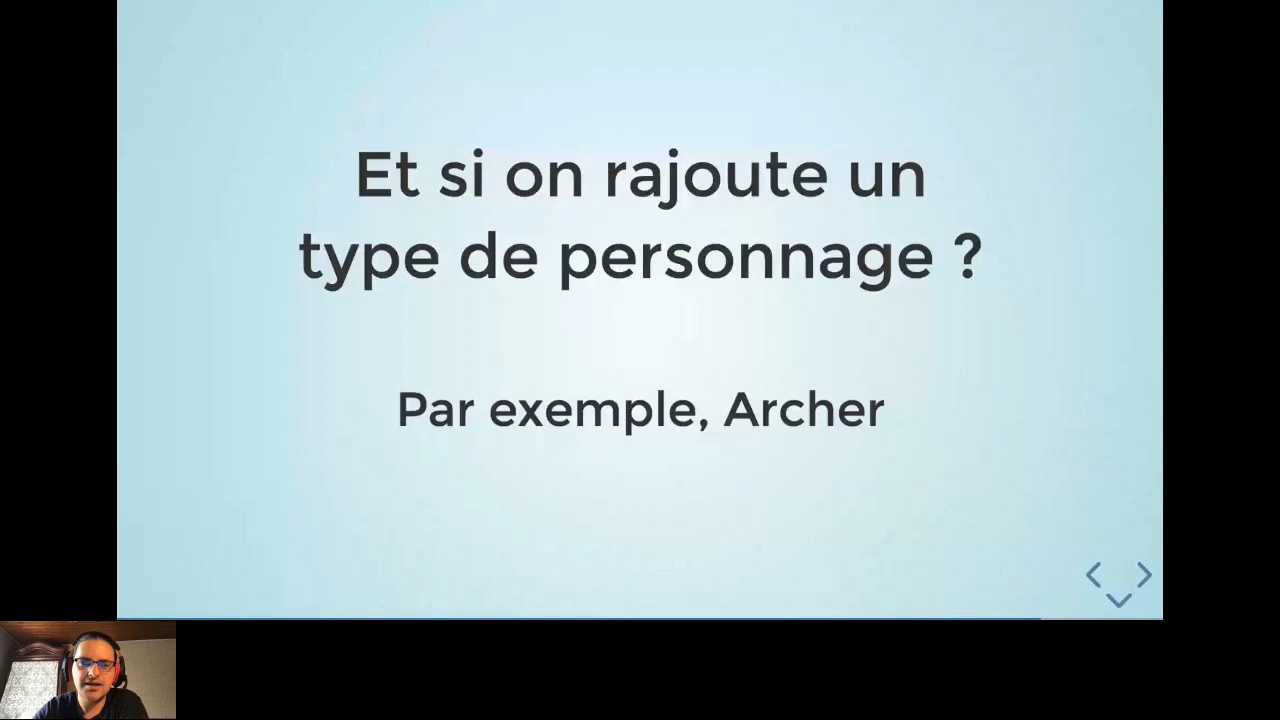 Et si on rajoute un
type de personnage ?
Par exemple, Archer